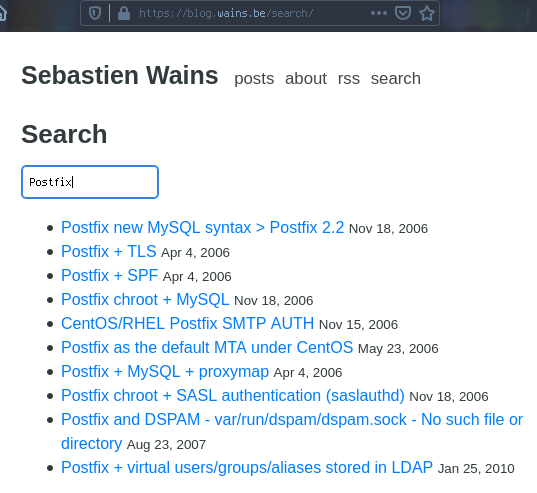 https://blog.wains.be/search/
Sebastien Wains posts about rss search
Search
Postfix
Postfix new MySQL syntax > Postfix 2.2 Nov 18, 2006
Postfix + TLS Apr 4, 2006
Postfix + SPF Apr 4, 2006
Postfix chroot + MySQL Nov 18, 2006
CentOS/RHEL Postfix SMTP AUTH Nov 15, 2006
Postfix as the default MTA under CentOS May 23, 2006
Postfix + MySQL + proxymap Apr 4, 2006
Postfix chroot + SASL authentication (saslauthd) Nov 18, 2006
Postfix and DSPAM - var/run/dspam/dspam.sock - No such file or
directory Aug 23, 2007
Postfix + virtual users/groups/aliases stored in LDAP Jan 25, 2010